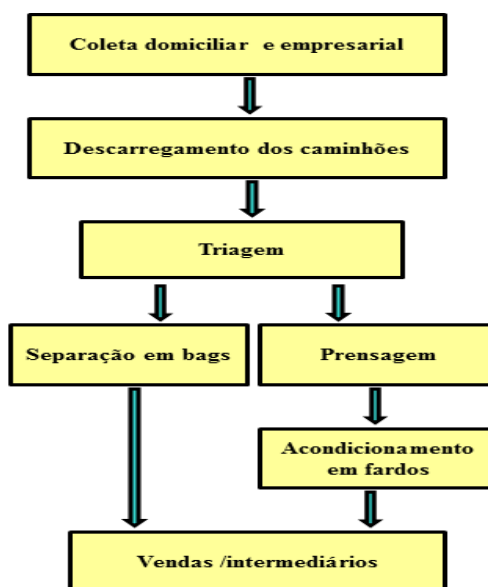 Coleta domiciliar e empresarial
Descarregamento dos caminhões
Triagem
Separação em bags
Prensagem
Acondicionamento
em fardos
Vendas /intermediários